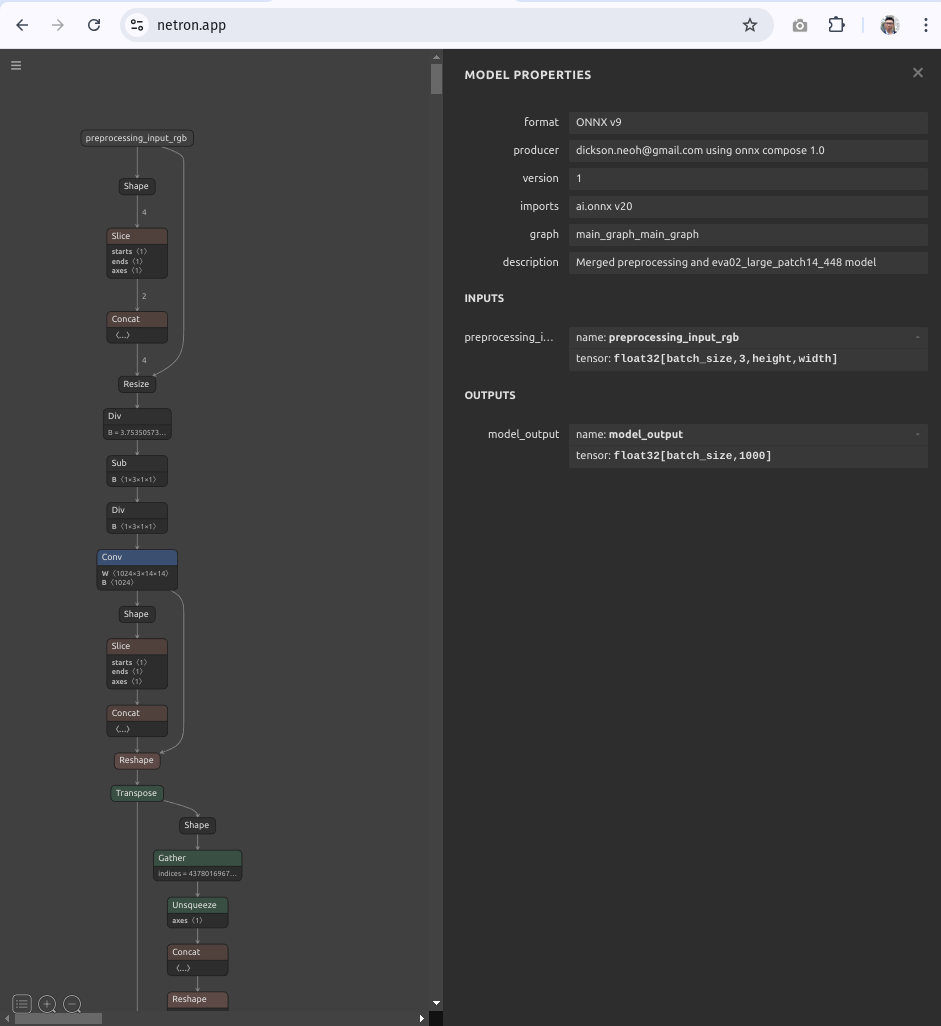 netron.app
preprocessing_input_rgb
Shape
4
Slice
starts ⟨1⟩
ends ⟨1⟩
axes ⟨1⟩
2
Concat
⟨...⟩
4
Resize
Div
B = 3.75350573...
Sub
B ⟨1×3×1×1⟩
Div
B ⟨1×3×1×1⟩
Conv
W ⟨1024×3×14×14⟩
B ⟨1024⟩
Shape
Slice
starts ⟨1⟩
ends ⟨1⟩
axes ⟨1⟩
Concat
⟨...⟩
Reshape
Transpose
Shape
Gather
indices = 4378016967...
Unsqueeze
axes ⟨1⟩
Concat
⟨...⟩
Reshape
MODEL PROPERTIES
format ONNX v9
producer dickson.neoh@gmail.com using onnx compose 1.0
version 1
imports ai.onnx v20
graph main_graph_main_graph
description Merged preprocessing and eva02_large_patch14_448 model
INPUTS
preprocessing_i... name: preprocessing_input_rgb -
tensor: float32[batch_size,3,height,width]
OUTPUTS
model_output name: model_output -
tensor: float32[batch_size,1000]